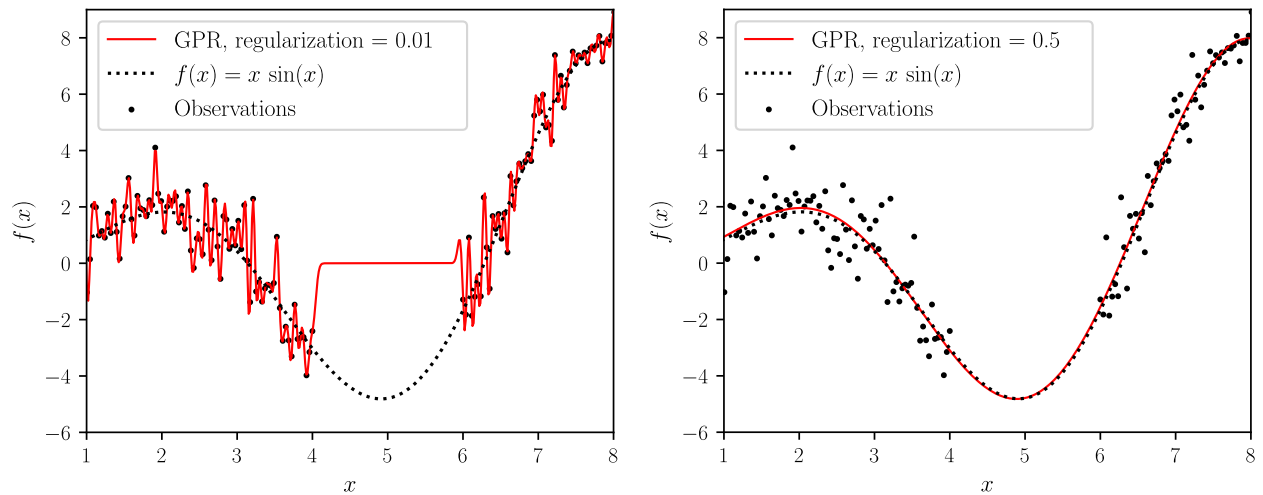 GPR, regularization = 0.01
f(x) = x sin(x)
Observations
8
6
4
2
0
−2
−4
−6
f(x)
1 2 3 4 5 6 7 8
x
GPR, regularization = 0.5
f(x) = x sin(x)
Observations
8
6
4
2
0
−2
−4
−6
f(x)
1 2 3 4 5 6 7 8
x